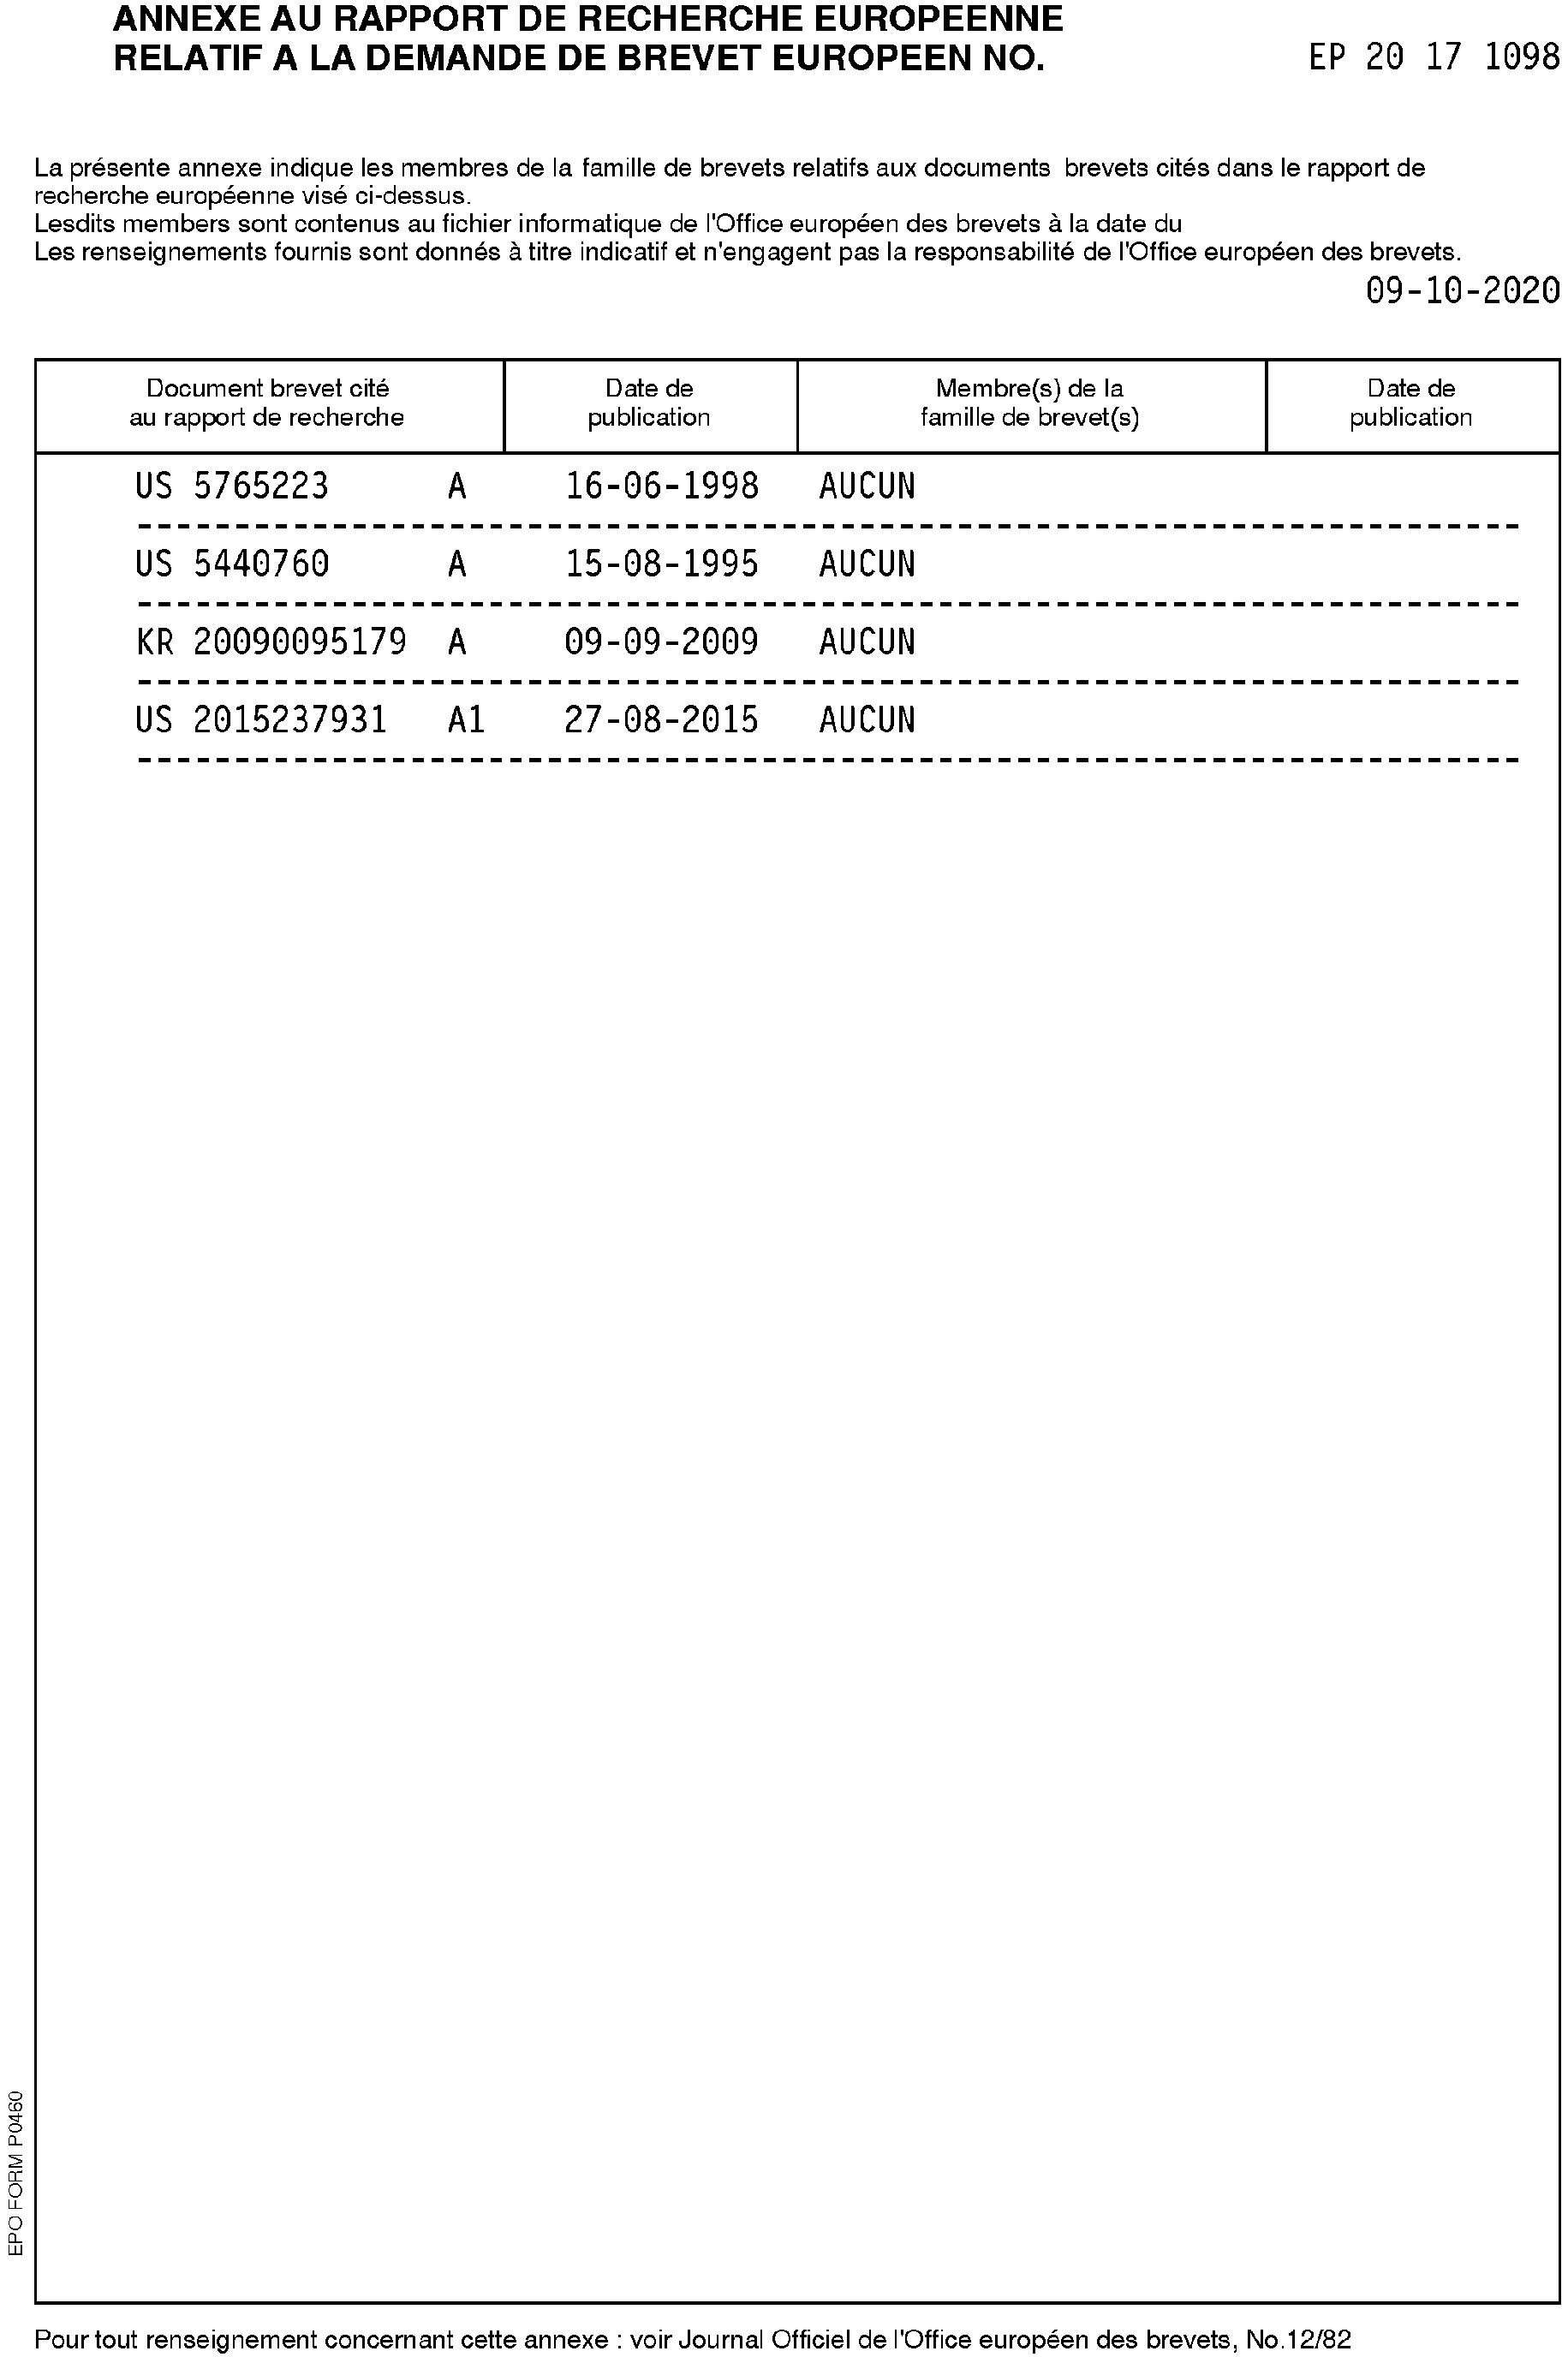 ANNEXE AU RAPPORT DE RECHERCHE EUROPEENNE
RELATIF A LA DEMANDE DE BREVET EUROPEEN NO. EP 20 17 1098
La présente annexe indique les membres de la famille de brevets relatifs aux documents brevets cités dans le rapport de
recherche européenne visé ci-dessus.
Lesdits members sont contenus au fichier informatique de l'Office européen des brevets à la date du
Les renseignements fournis sont donnés à titre indicatif et n'engagent pas la responsabilité de l'Office européen des brevets.
09-10-2020
Document brevet cité Date de Membre(s) de la Date de
au rapport de recherche publication famille de brevet(s) publication
US 5765223 A 16-06-1998 AUCUN
US 5440760 A 15-08-1995 AUCUN
KR 20090095179 A 09-09-2009 AUCUN
US 2015237931 A1 27-08-2015 AUCUN
EPO FORM P0460
Pour tout renseignement concernant cette annexe : voir Journal Officiel de l'Office européen des brevets, No.12/82